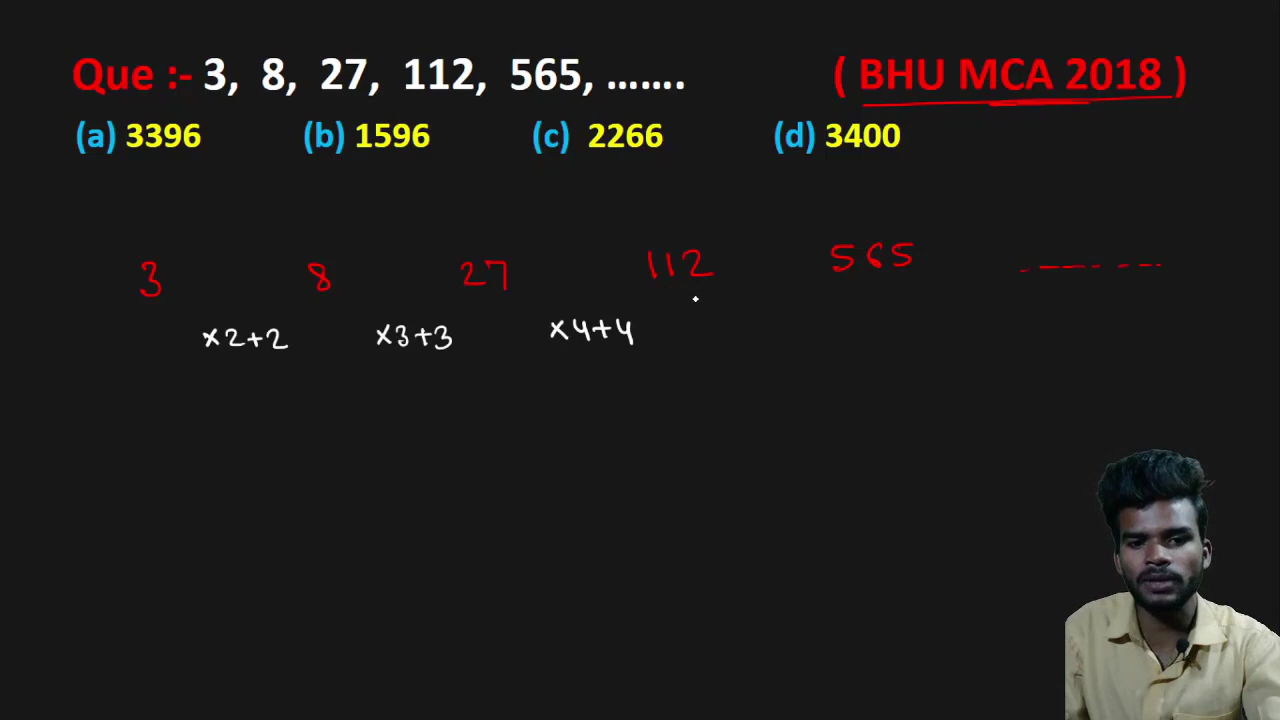 Que :- 3, 8, 27, 112, 565, ....... ( BHU MCA 2018 )
(a) 3396 (b) 1596 (c) 2266 (d) 3400
3 8 27 112 565
×2+2 ×3+3 ×4+4